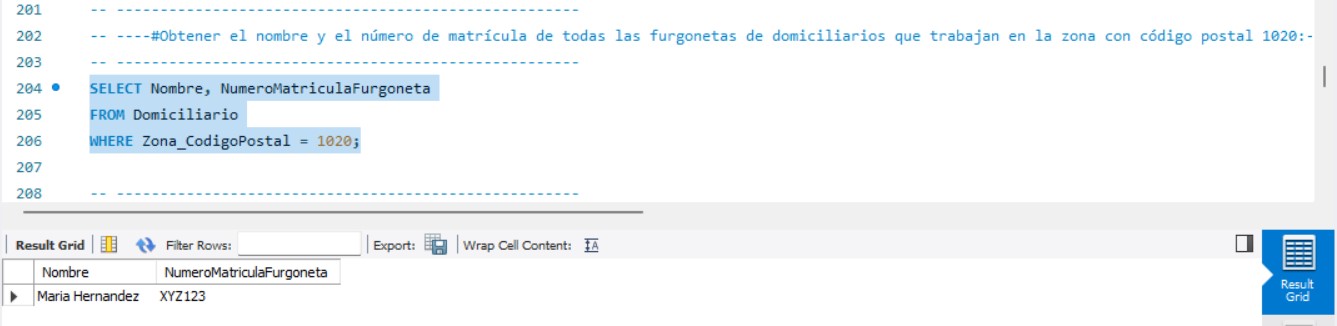 201 -- -----------------------------------------------------
202 -- ----#Obtener el nombre y el número de matrícula de todas las furgonetas de domiciliarios que trabajan en la zona con código postal 1020:-
203 -- -----------------------------------------------------
204 SELECT Nombre, NumeroMatriculaFurgoneta
205 FROM Domiciliario
206 WHERE Zona_CodigoPostal = 1020;
207
208 -- -----------------------------------------------------
Result Grid Filter Rows: Export: Wrap Cell Content:
Nombre NumeroMatriculaFurgoneta
Maria Hernandez XYZ123
Result
Grid